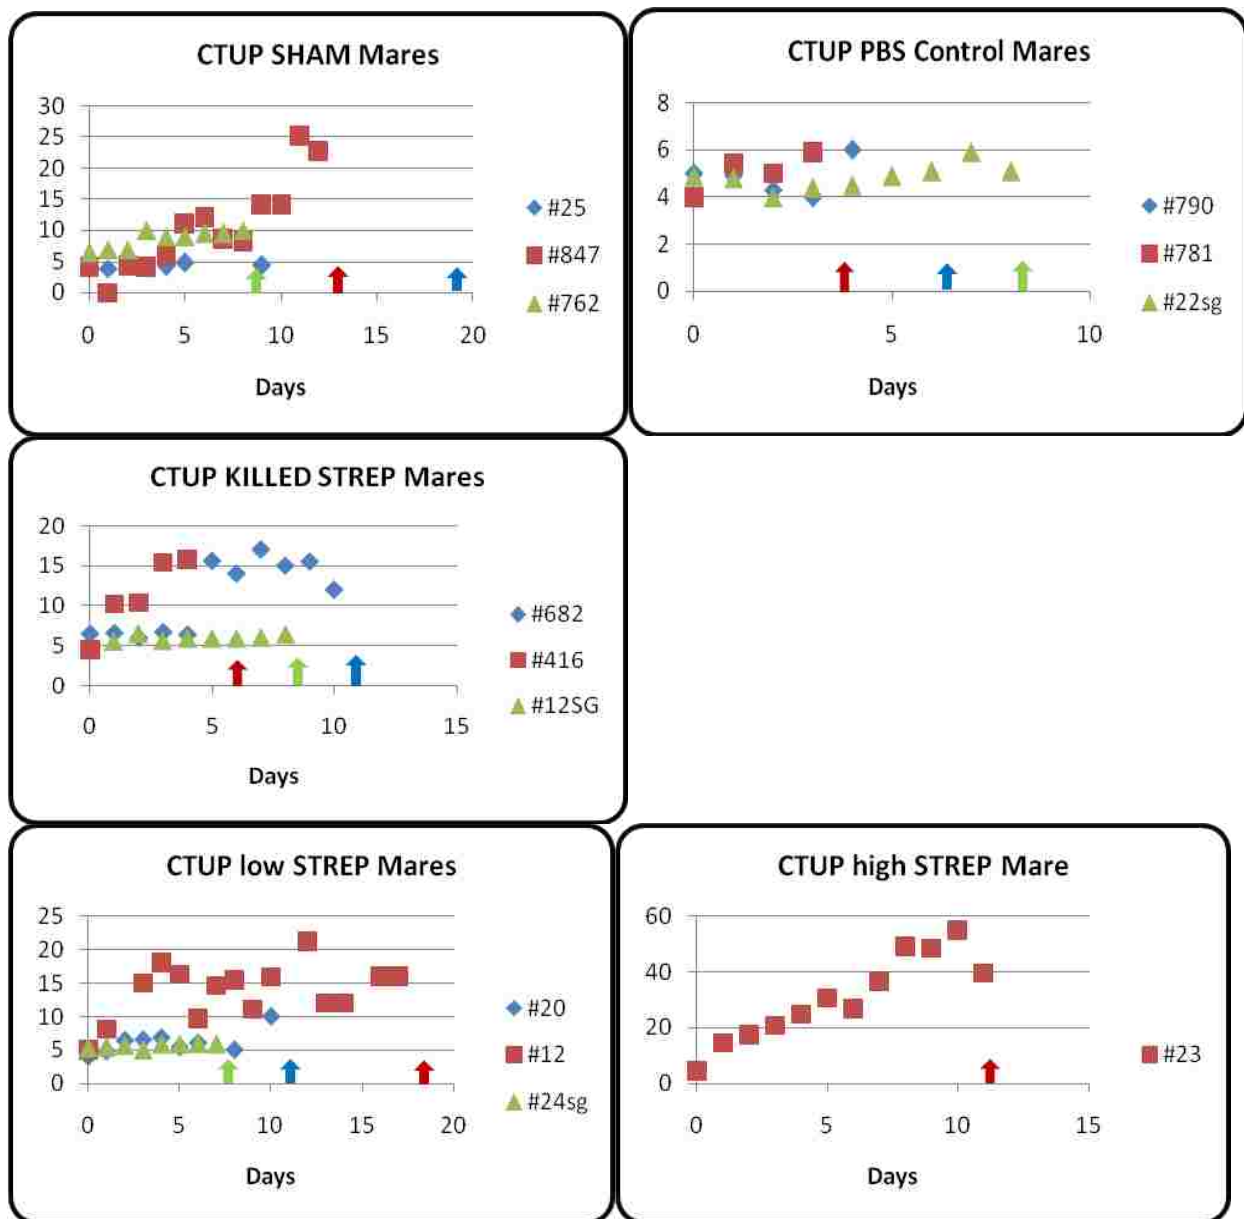 CTUP SHAM Mares
30
25
20
15
10
5
0
0 5 10 15 20
Days
#25
#847
#762
CTUP PBS Control Mares
8
6
4
2
0
0 5 10
Days
#790
#781
#22sg
CTUP KILLED STREP Mares
20
15
10
5
0
0 5 10 15
Days
#682
#416
#12SG
CTUP low STREP Mares
25
20
15
10
5
0
0 5 10 15 20
Days
#20
#12
#24sg
CTUP high STREP Mare
60
40
20
0
0 5 10 15
Days
#23